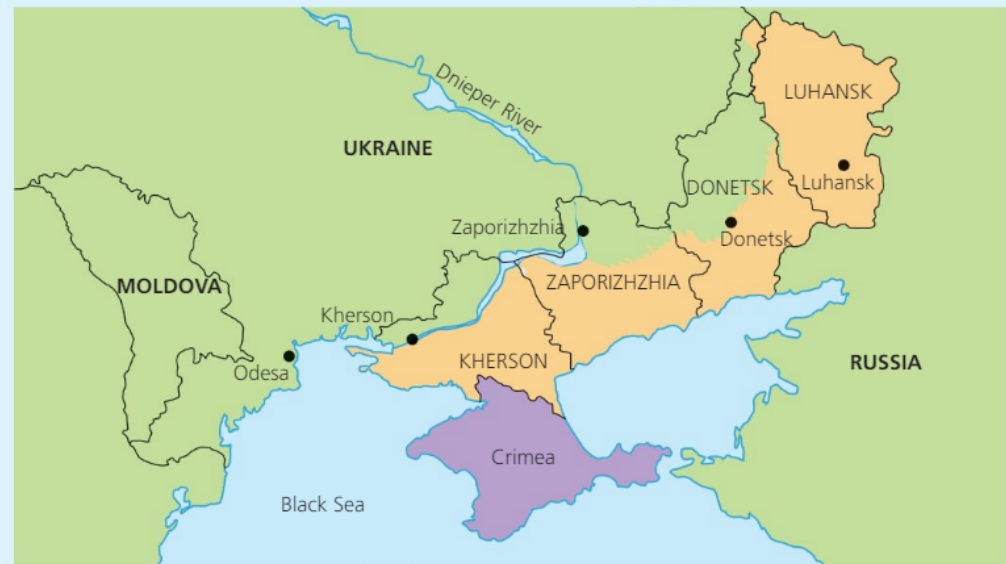 Dnieper River
LUHANSK
UKRAINE
Luhansk
DONETSK
Zaporizhzhia
Donetsk
ZAPORIZHZHIA
MOLDOVA
Kherson
KHERSON
RUSSIA
Odesa
Crimea
Black Sea